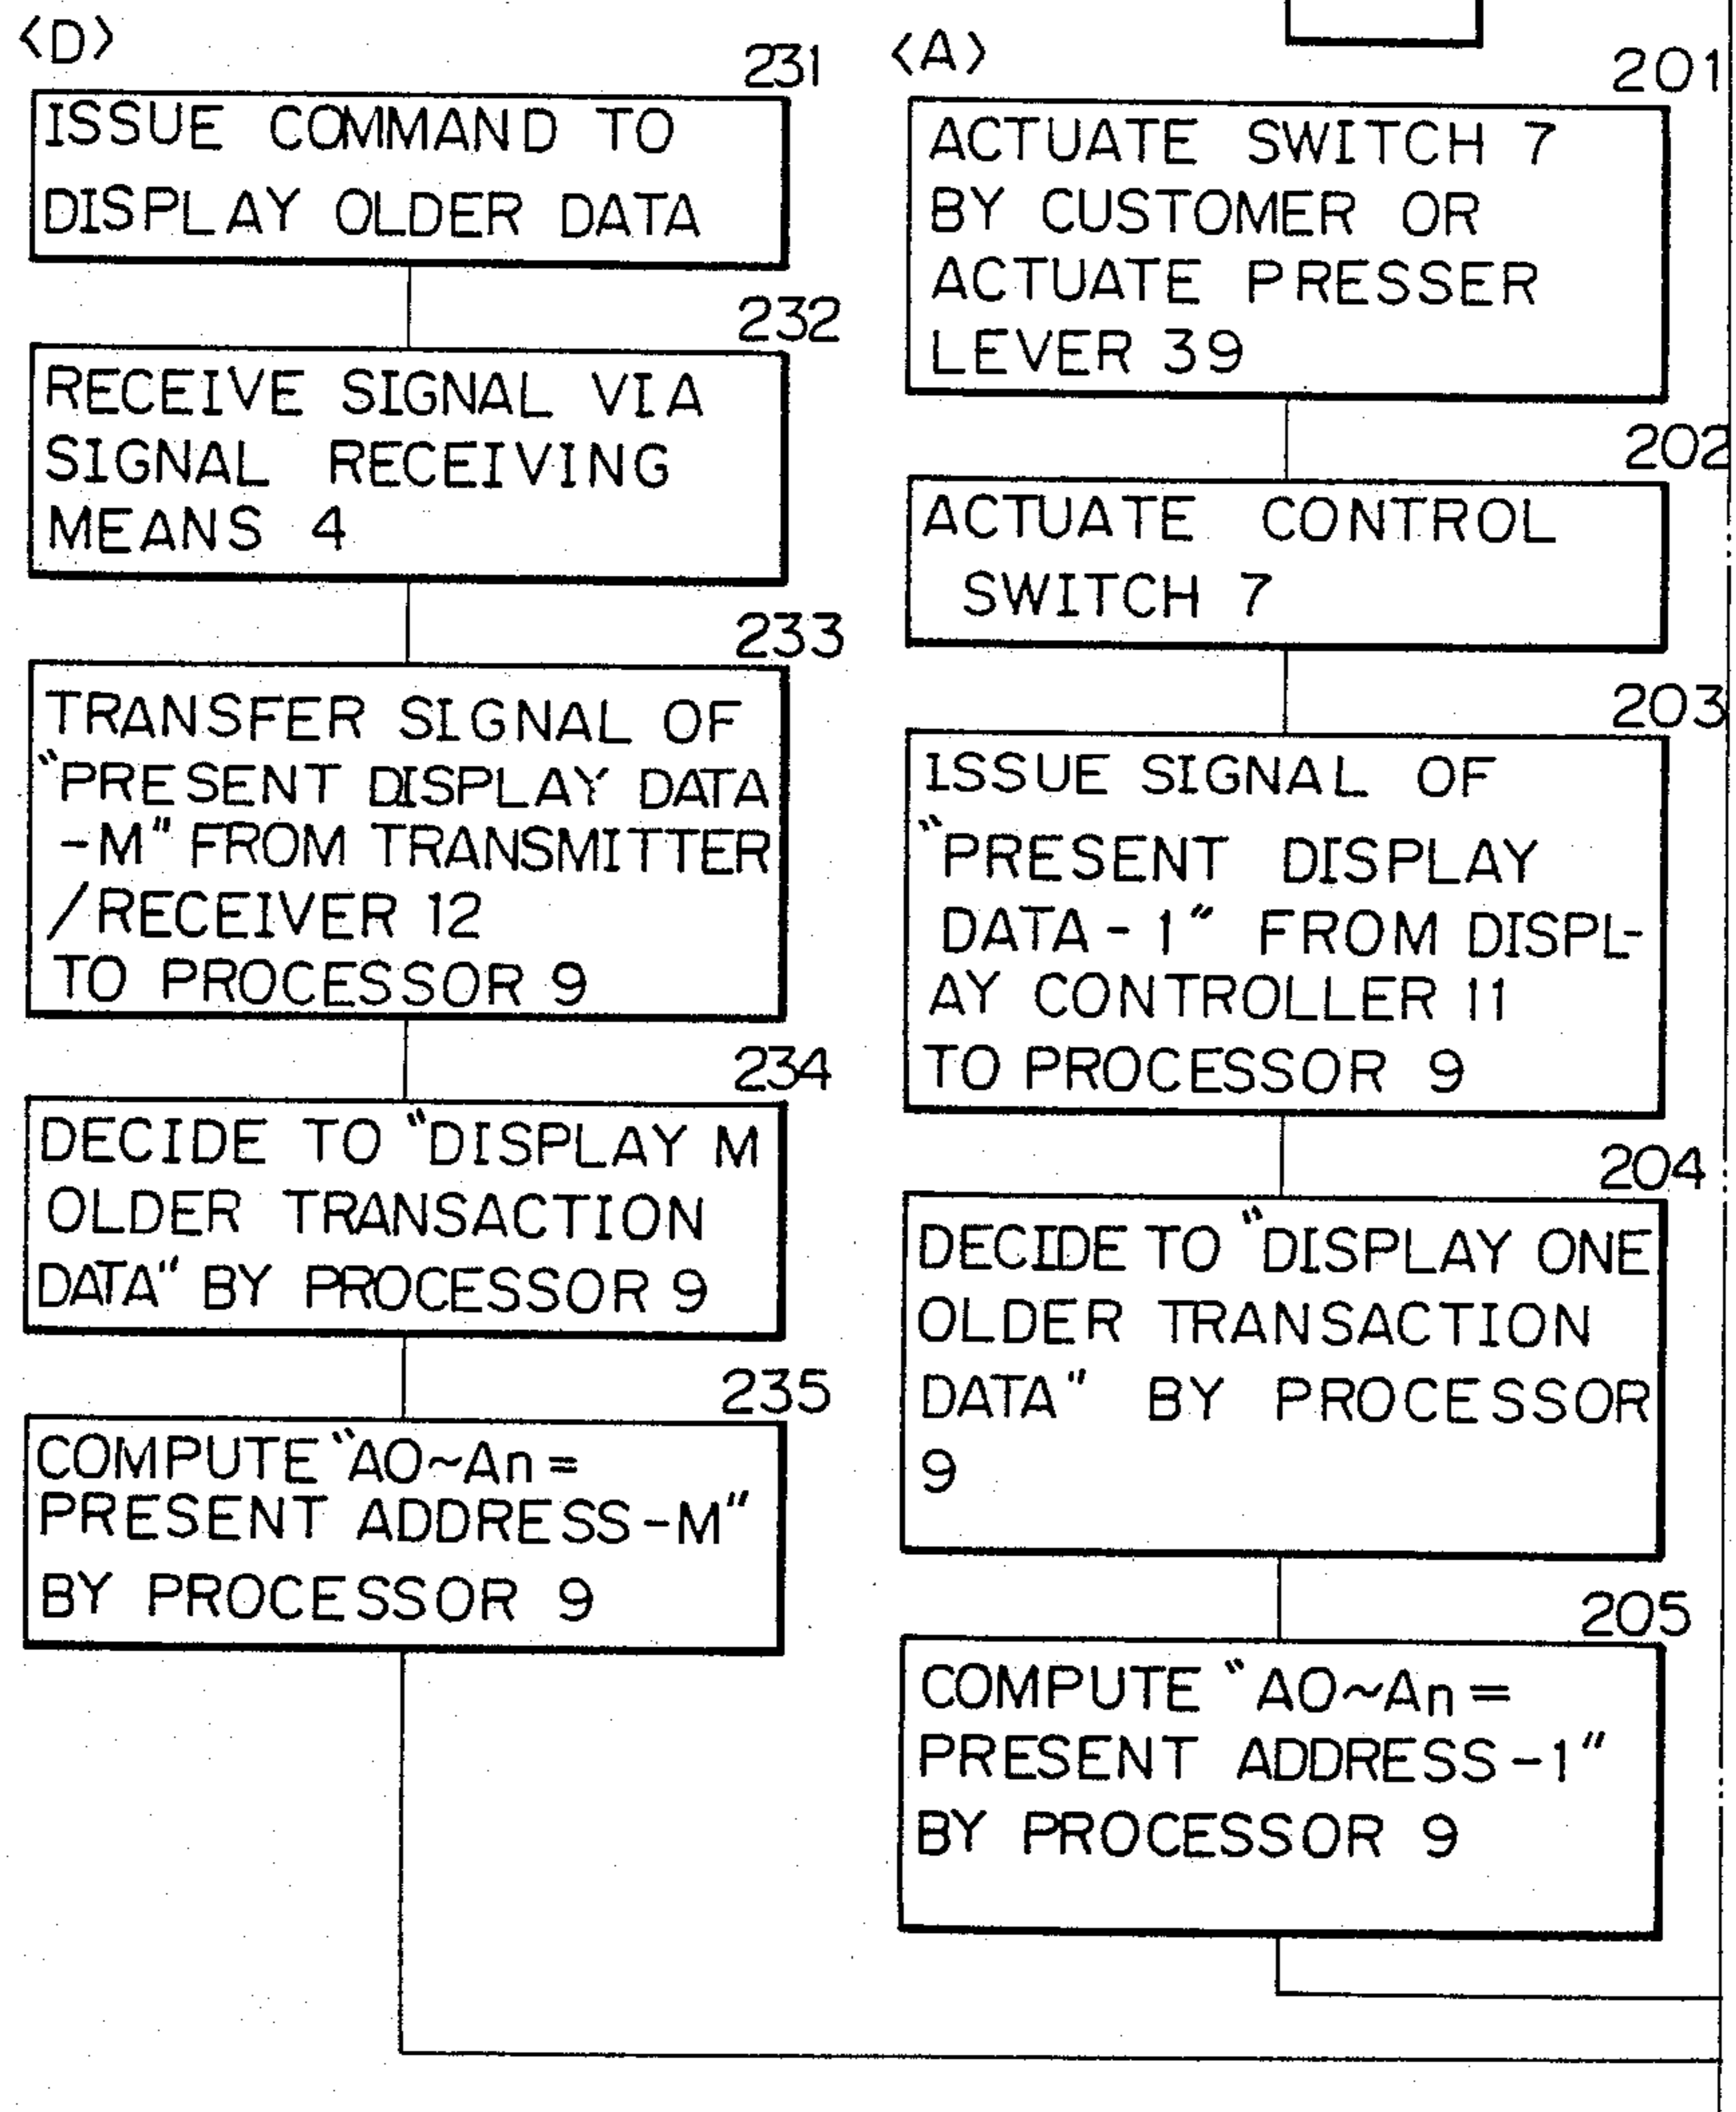 <D>
231
ISSUE COMMAND TO
DISPLAY OLDER DATA
232
RECEIVE SIGNAL VIA
SIGNAL RECEIVING
MEANS 4
233
TRANSFER SIGNAL OF
"PRESENT DISPLAY DATA
-M" FROM TRANSMITTER
/RECEIVER 12
TO PROCESSOR 9
234
DECIDE TO "DISPLAY M
OLDER TRANSACTION
DATA" BY PROCESSOR 9
235
COMPUTE "A0~An=
PRESENT ADDRESS-M"
BY PROCESSOR 9
<A>
201
ACTUATE SWITCH 7
BY CUSTOMER OR
ACTUATE PRESSER
LEVER 39
202
ACTUATE CONTROL
SWITCH 7
203
ISSUE SIGNAL OF
"PRESENT DISPLAY
DATA-1" FROM DISPL-
AY CONTROLLER 11
TO PROCESSOR 9
204
DECIDE TO "DISPLAY ONE
OLDER TRANSACTION
DATA" BY PROCESSOR
9
205
COMPUTE "A0~An=
PRESENT ADDRESS-1"
BY PROCESSOR 9